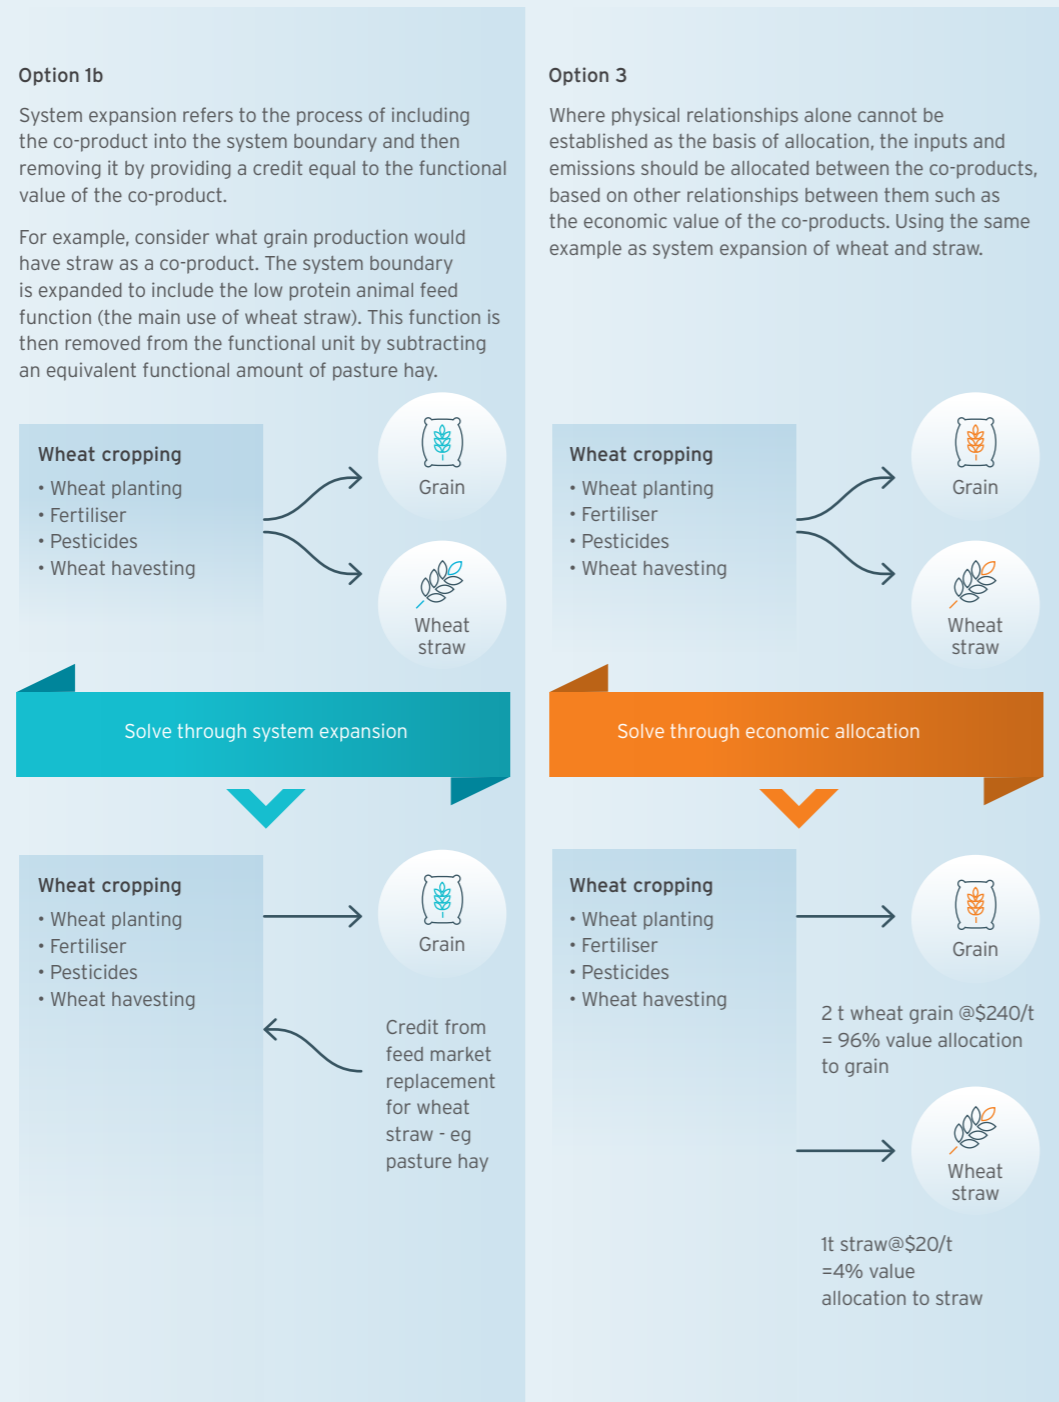 Option 1b
System expansion refers to the process of including
the co-product into the system boundary and then
removing it by providing a credit equal to the functional
value of the co-product.
For example, consider what grain production would
have straw as a co-product. The system boundary
is expanded to include the low protein animal feed
function (the main use of wheat straw). This function is
then removed from the functional unit by subtracting
an equivalent functional amount of pasture hay.
Wheat cropping
• Wheat planting
• Fertiliser
• Pesticides
• Wheat havesting
Grain
Wheat
straw
Solve through system expansion
Wheat cropping
• Wheat planting
• Fertiliser
• Pesticides
• Wheat havesting
Grain
Credit from
feed market
replacement
for wheat
straw - eg
pasture hay
Option 3
Where physical relationships alone cannot be
established as the basis of allocation, the inputs and
emissions should be allocated between the co-products,
based on other relationships between them such as
the economic value of the co-products. Using the same
example as system expansion of wheat and straw.
Wheat cropping
• Wheat planting
• Fertiliser
• Pesticides
• Wheat havesting
Grain
Wheat
straw
Solve through economic allocation
Wheat cropping
• Wheat planting
• Fertiliser
• Pesticides
• Wheat havesting
Grain
2 t wheat grain @$240/t
= 96% value allocation
to grain
Wheat
straw
1t straw@$20/t
=4% value
allocation to straw